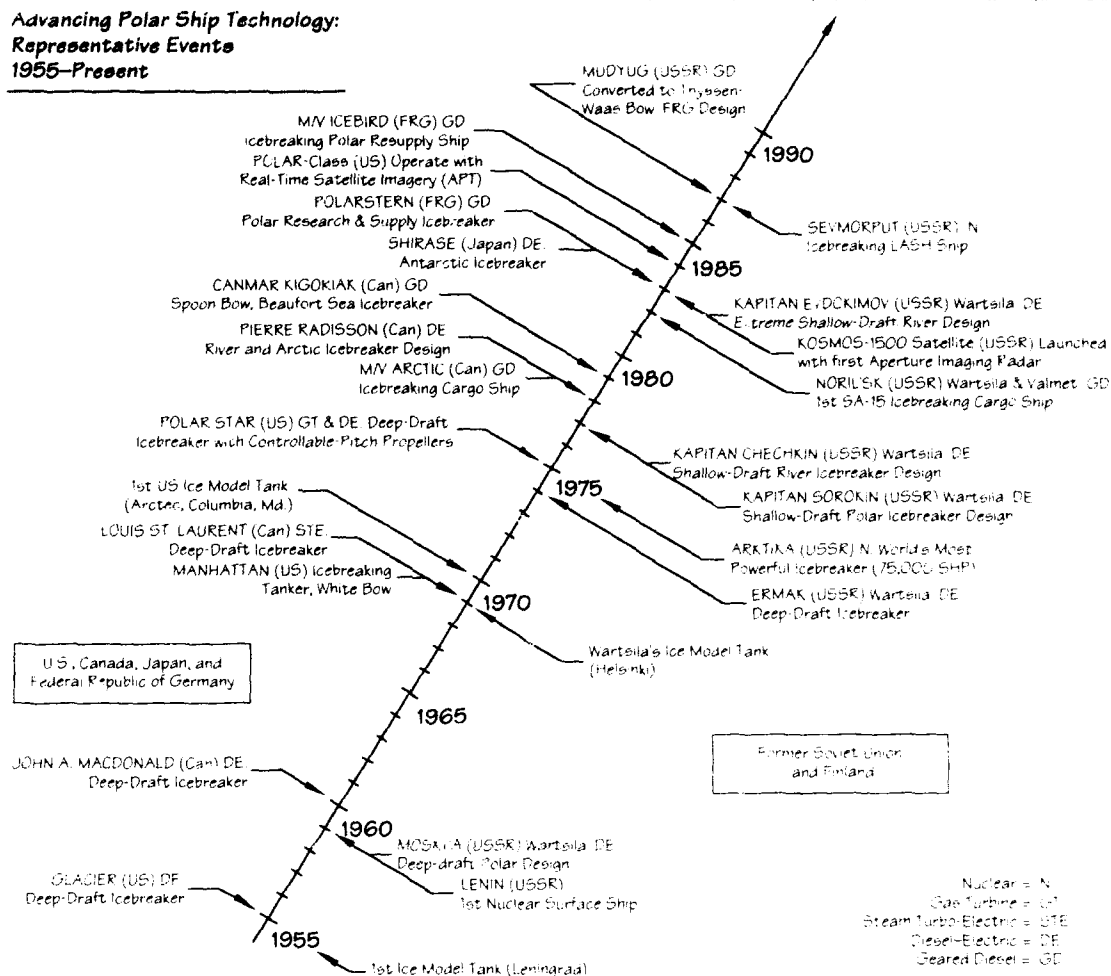 Advancing Polar Ship Technology:
Representative Events
1955–Present
MUDYUG (USSR) GD
Converted to Thyssen-
Waas Bow, FRG Design
M/V ICEBIRD (FRG) GD
Icebreaking Polar Resupply Ship
POLAR-Class (US) Operate with
Real-Time Satellite Imagery (APT)
POLARSTERN (FRG) GD
Polar Research & Supply Icebreaker
SHIRASE (Japan) DE.
Antarctic Icebreaker
CANMAR KIGOKIAK (Can) GD
Spoon Bow, Beaufort Sea Icebreaker
PIERRE RADISSON (Can) DE
River and Arctic Icebreaker Design
M/V ARCTIC (Can) GD
Icebreaking Cargo Ship
POLAR STAR (US) GT & DE. Deep-Draft
Icebreaker with Controllable-Pitch Propellers
1st US Ice Model Tank
(Arctec, Columbia, Md.)
LOUIS ST LAURENT (Can) STE.
Deep-Draft Icebreaker
MANHATTAN (US) Icebreaking
Tanker, White Bow
U.S., Canada, Japan, and
Federal Republic of Germany
JOHN A. MACDONALD (Can) DE.
Deep-Draft Icebreaker
GLACIER (US) DE
Deep-Draft Icebreaker
1990
1985
1980
1975
1970
1965
1960
1955
SEVMORPUT (USSR) N
Icebreaking LASH Ship
KAPITAN EVDOKIMOV (USSR) Wartsila DE
Extreme Shallow-Draft River Design
KOSMOS-1500 Satellite (USSR) Launched
with first Aperture Imaging Radar
NORIL'SK (USSR) Wartsila & Valmet GD
1st SA-15 Icebreaking Cargo Ship
KAPITAN CHECHKIN (USSR) Wartsila DE
Shallow-Draft River Icebreaker Design
KAPITAN SOROKIN (USSR) Wartsila DE
Shallow-Draft Polar Icebreaker Design
ARKTIKA (USSR) N. World's Most
Powerful Icebreaker (75,000 SHP)
ERMAK (USSR) Wartsila DE
Deep-Draft Icebreaker
Wartsila's Ice Model Tank
(Helsinki)
Former Soviet Union
and Finland
MOSKVA (USSR) Wartsila DE
Deep-draft Polar Design
LENIN (USSR)
1st Nuclear Surface Ship
1st Ice Model Tank (Leningrad)
Nuclear = N
Gas Turbine = GT
Steam Turbo-Electric = STE
Diesel-Electric = DE
Geared Diesel = GD